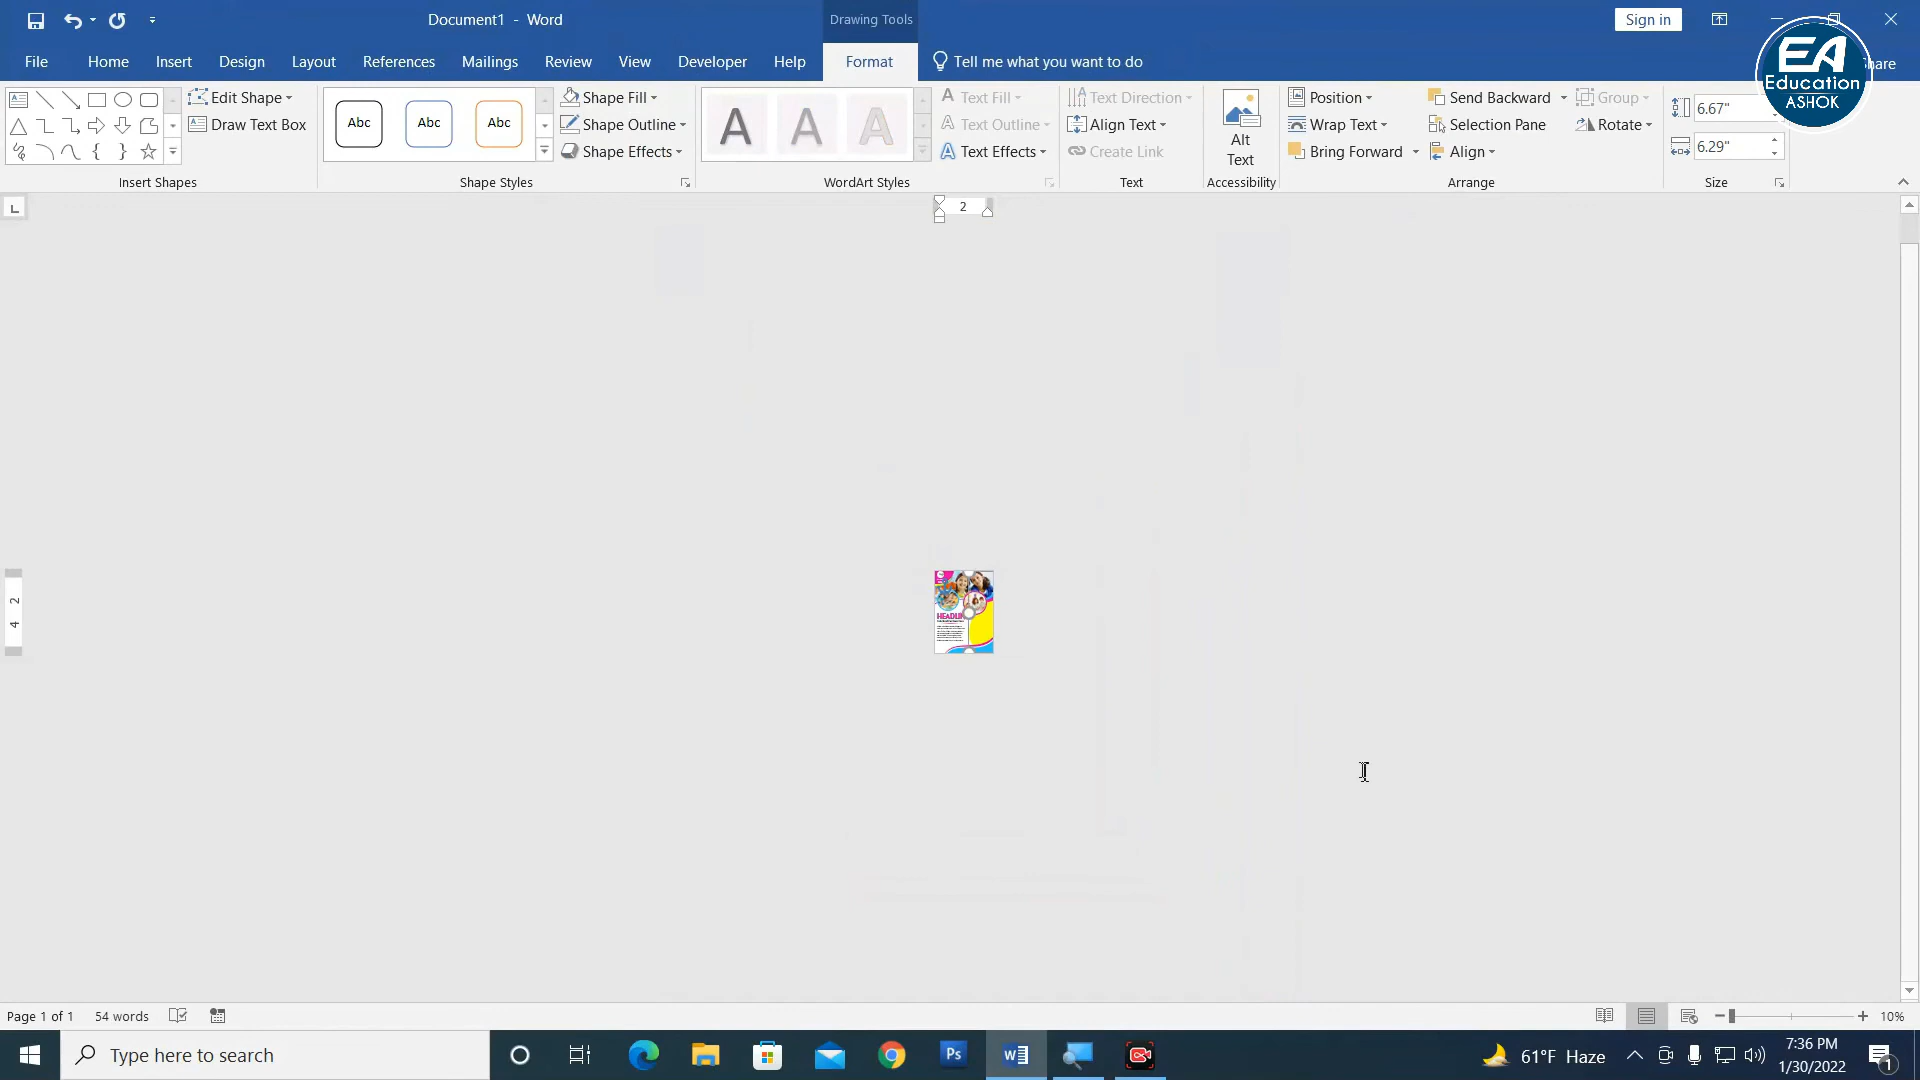 Document1 - Word
Drawing Tools
Sign in
File
Home
Insert
Design
Layout
References
Mailings
Review
View
Developer
Help
Format
Tell me what you want to do
hare
EA
Education
ASHOK
Edit Shape
Draw Text Box
Insert Shapes
Abc
Abc
Abc
Shape Fill
Shape Outline
Shape Effects
Shape Styles
A
A
A
Text Fill
Text Outline
Text Effects
WordArt Styles
Text Direction
Align Text
Create Link
Text
Alt
Text
Accessibility
Position
Wrap Text
Bring Forward
Send Backward
Selection Pane
Align
Group
Rotate
Arrange
6.67"
6.29"
Size
L
2
2
4
Page 1 of 1
54 words
10%
Type here to search
Ps
61°F Haze
7:36 PM
1/30/2022
1